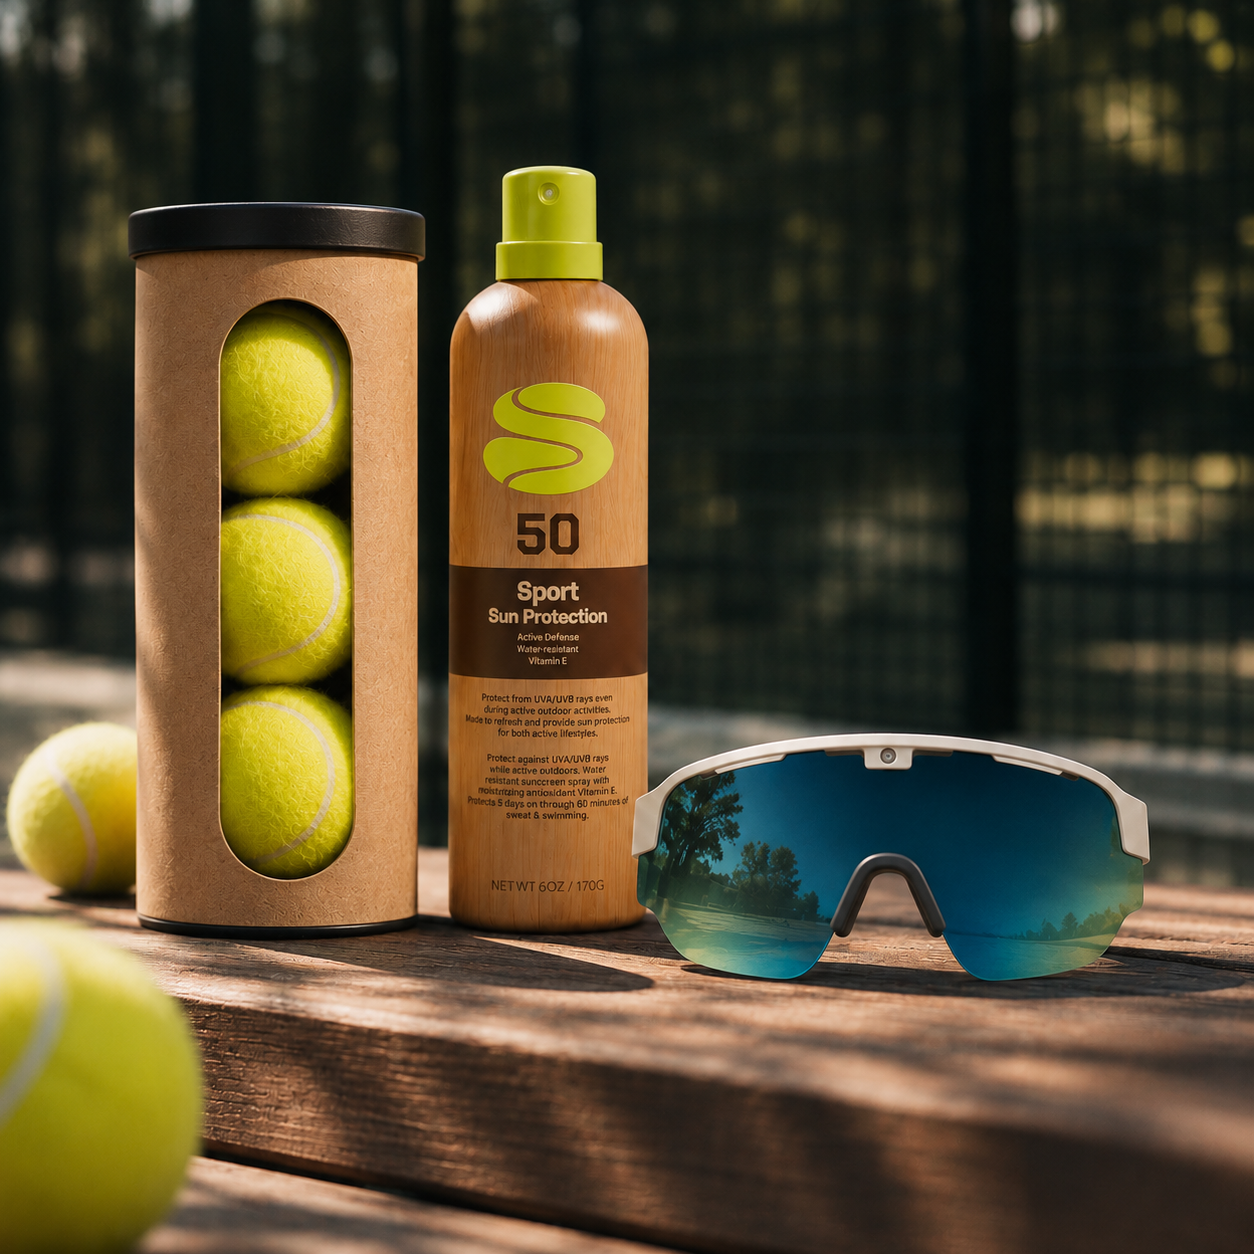 50
Sport
Sun Protection
Active Defense
Water-resistant
Vitamin E
Protect from UVA/UVB rays even
during active outdoor activities.
Made to refresh and provide sun protection
for both active lifestyles.
Protect against UVA/UVB rays
while active outdoors. Water
resistant sunscreen spray with
moistrizing antioxidant Vitamin E.
Protects 5 days on through 60 minutes of
sweat & swimming.
NET WT 6OZ / 170G